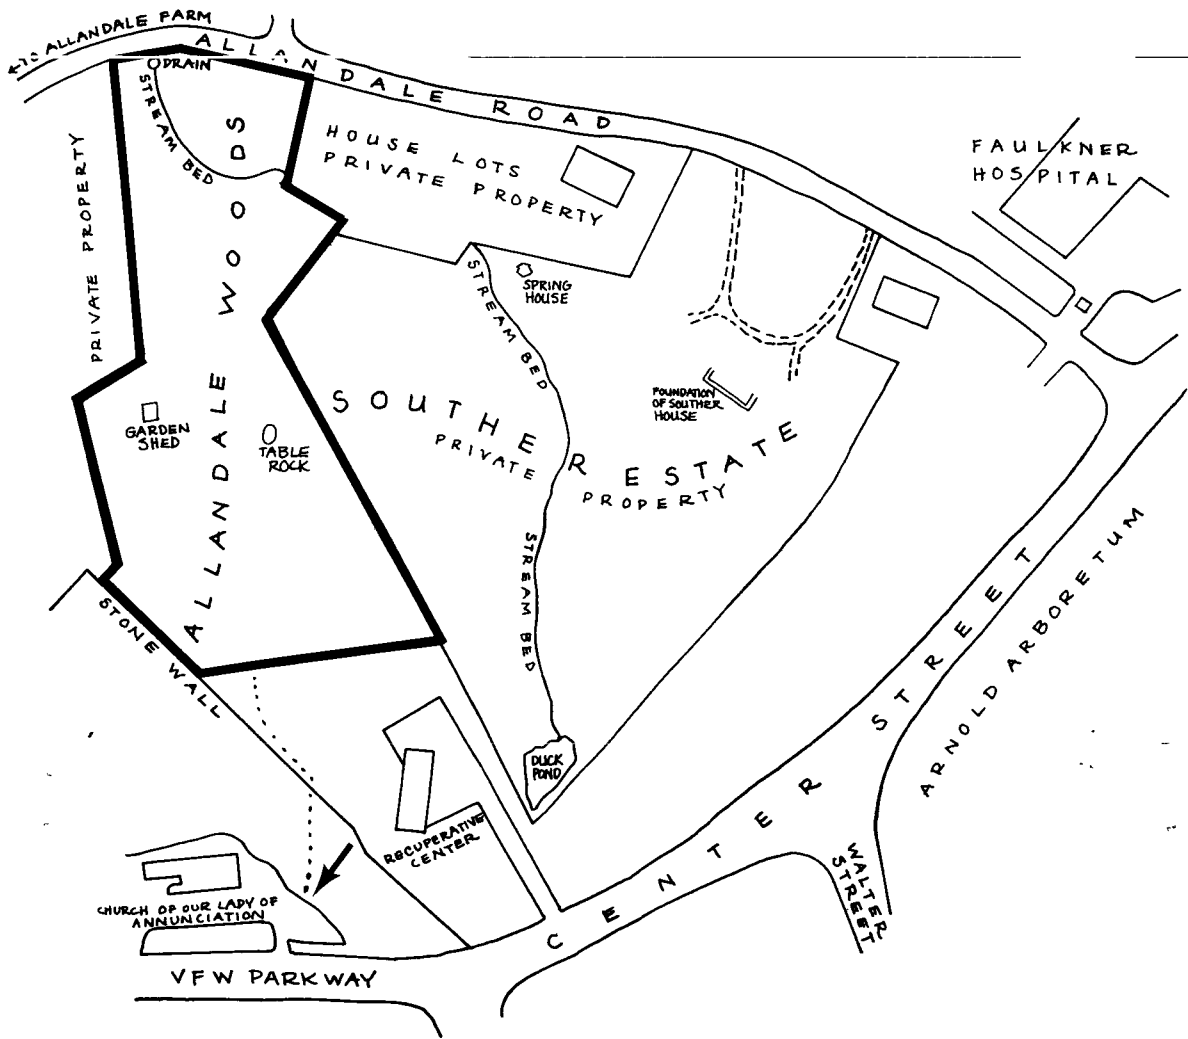 ←TO ALLANDALE FARM
ALLANDALE ROAD
DRAIN
STREAM BED
HOUSE LOTS
PRIVATE PROPERTY
FAULKNER
HOSPITAL
PRIVATE PROPERTY
ALLANDALE WOODS
STREAM BED
SPRING
HOUSE
GARDEN
SHED
TABLE
ROCK
FOUNDATION
OF SOUTHER
HOUSE
SOUTHER ESTATE
PRIVATE PROPERTY
STREAM BED
STONE WALL
DUCK
POND
RECUPERATIVE
CENTER
CENTER STREET
ARNOLD ARBORETUM
WALTER
STREET
CHURCH OF OUR LADY OF
ANNUNCIATION
VFW PARKWAY